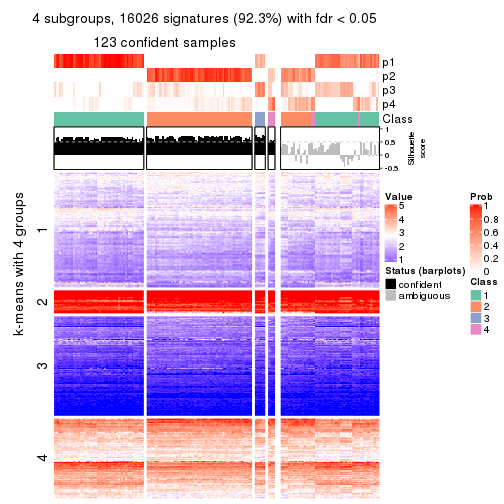 4 subgroups, 16026 signatures (92.3%) with fdr < 0.05
123 confident samples
p1
p2
p3
p4
Class
1
0.5
0
-0.5
Silhouette
score
k-means with 4 groups
1
2
3
4
Value
5
4
3
2
1
Prob
1
0.8
0.6
0.4
0.2
0
Status (barplots)
confident
ambiguous
Class
1
2
3
4